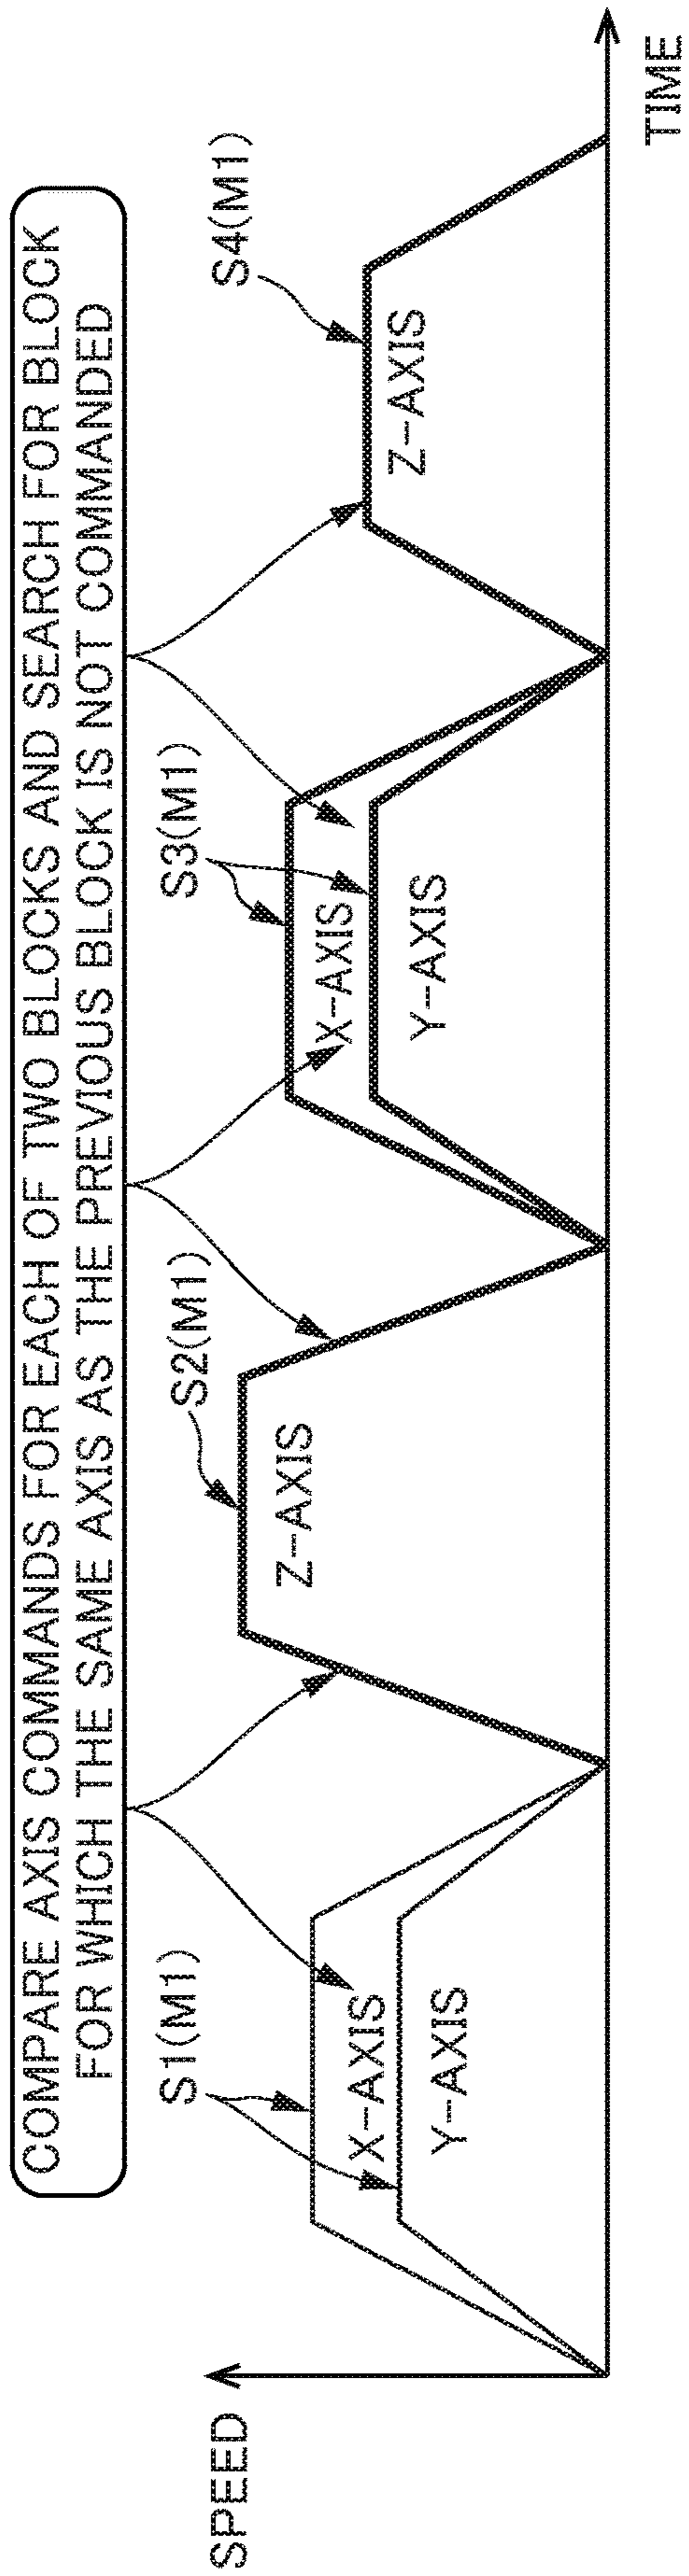 COMPARE AXIS COMMANDS FOR EACH OF TWO BLOCKS AND SEARCH FOR BLOCK
FOR WHICH THE SAME AXIS AS THE PREVIOUS BLOCK IS NOT COMMANDED
SPEED
S1(M1)
X-AXIS
Y-AXIS
S2(M1)
Z-AXIS
S3(M1)
X-AXIS
Y-AXIS
S4(M1)
Z-AXIS
TIME